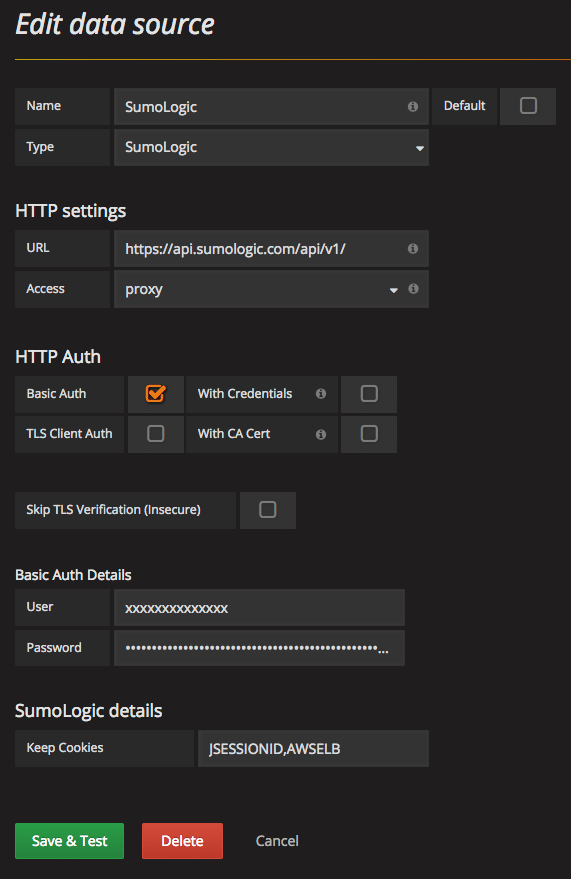 Edit data source
Name SumoLogic Default
Type SumoLogic
HTTP settings
URL https://api.sumologic.com/api/v1/
Access proxy
HTTP Auth
Basic Auth With Credentials
TLS Client Auth With CA Cert
Skip TLS Verification (Insecure)
Basic Auth Details
User xxxxxxxxxxxxxx
Password ••••••••••••••••••••••••••••••••••••••••••••••••...
SumoLogic details
Keep Cookies JSESSIONID,AWSELB
Save & Test Delete Cancel